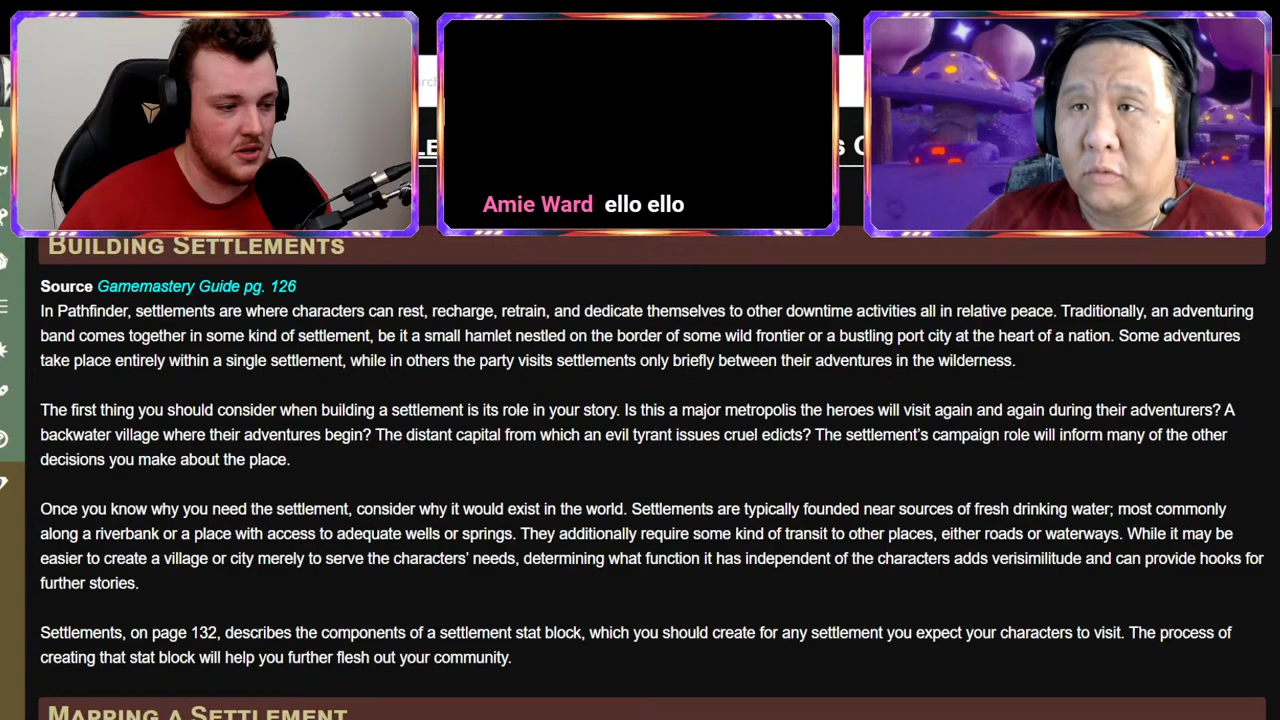 Amie Ward ello ello
Building Settlements
Source Gamemastery Guide pg. 126
In Pathfinder, settlements are where characters can rest, recharge, retrain, and dedicate themselves to other downtime activities all in relative peace. Traditionally, an adventuring
band comes together in some kind of settlement, be it a small hamlet nestled on the border of some wild frontier or a bustling port city at the heart of a nation. Some adventures
take place entirely within a single settlement, while in others the party visits settlements only briefly between their adventures in the wilderness.
The first thing you should consider when building a settlement is its role in your story. Is this a major metropolis the heroes will visit again and again during their adventurers? A
backwater village where their adventures begin? The distant capital from which an evil tyrant issues cruel edicts? The settlement's campaign role will inform many of the other
decisions you make about the place.
Once you know why you need the settlement, consider why it would exist in the world. Settlements are typically founded near sources of fresh drinking water; most commonly
along a riverbank or a place with access to adequate wells or springs. They additionally require some kind of transit to other places, either roads or waterways. While it may be
easier to create a village or city merely to serve the characters' needs, determining what function it has independent of the characters adds verisimilitude and can provide hooks for
further stories.
Settlements, on page 132, describes the components of a settlement stat block, which you should create for any settlement you expect your characters to visit. The process of
creating that stat block will help you further flesh out your community.
Mapping a Settlement